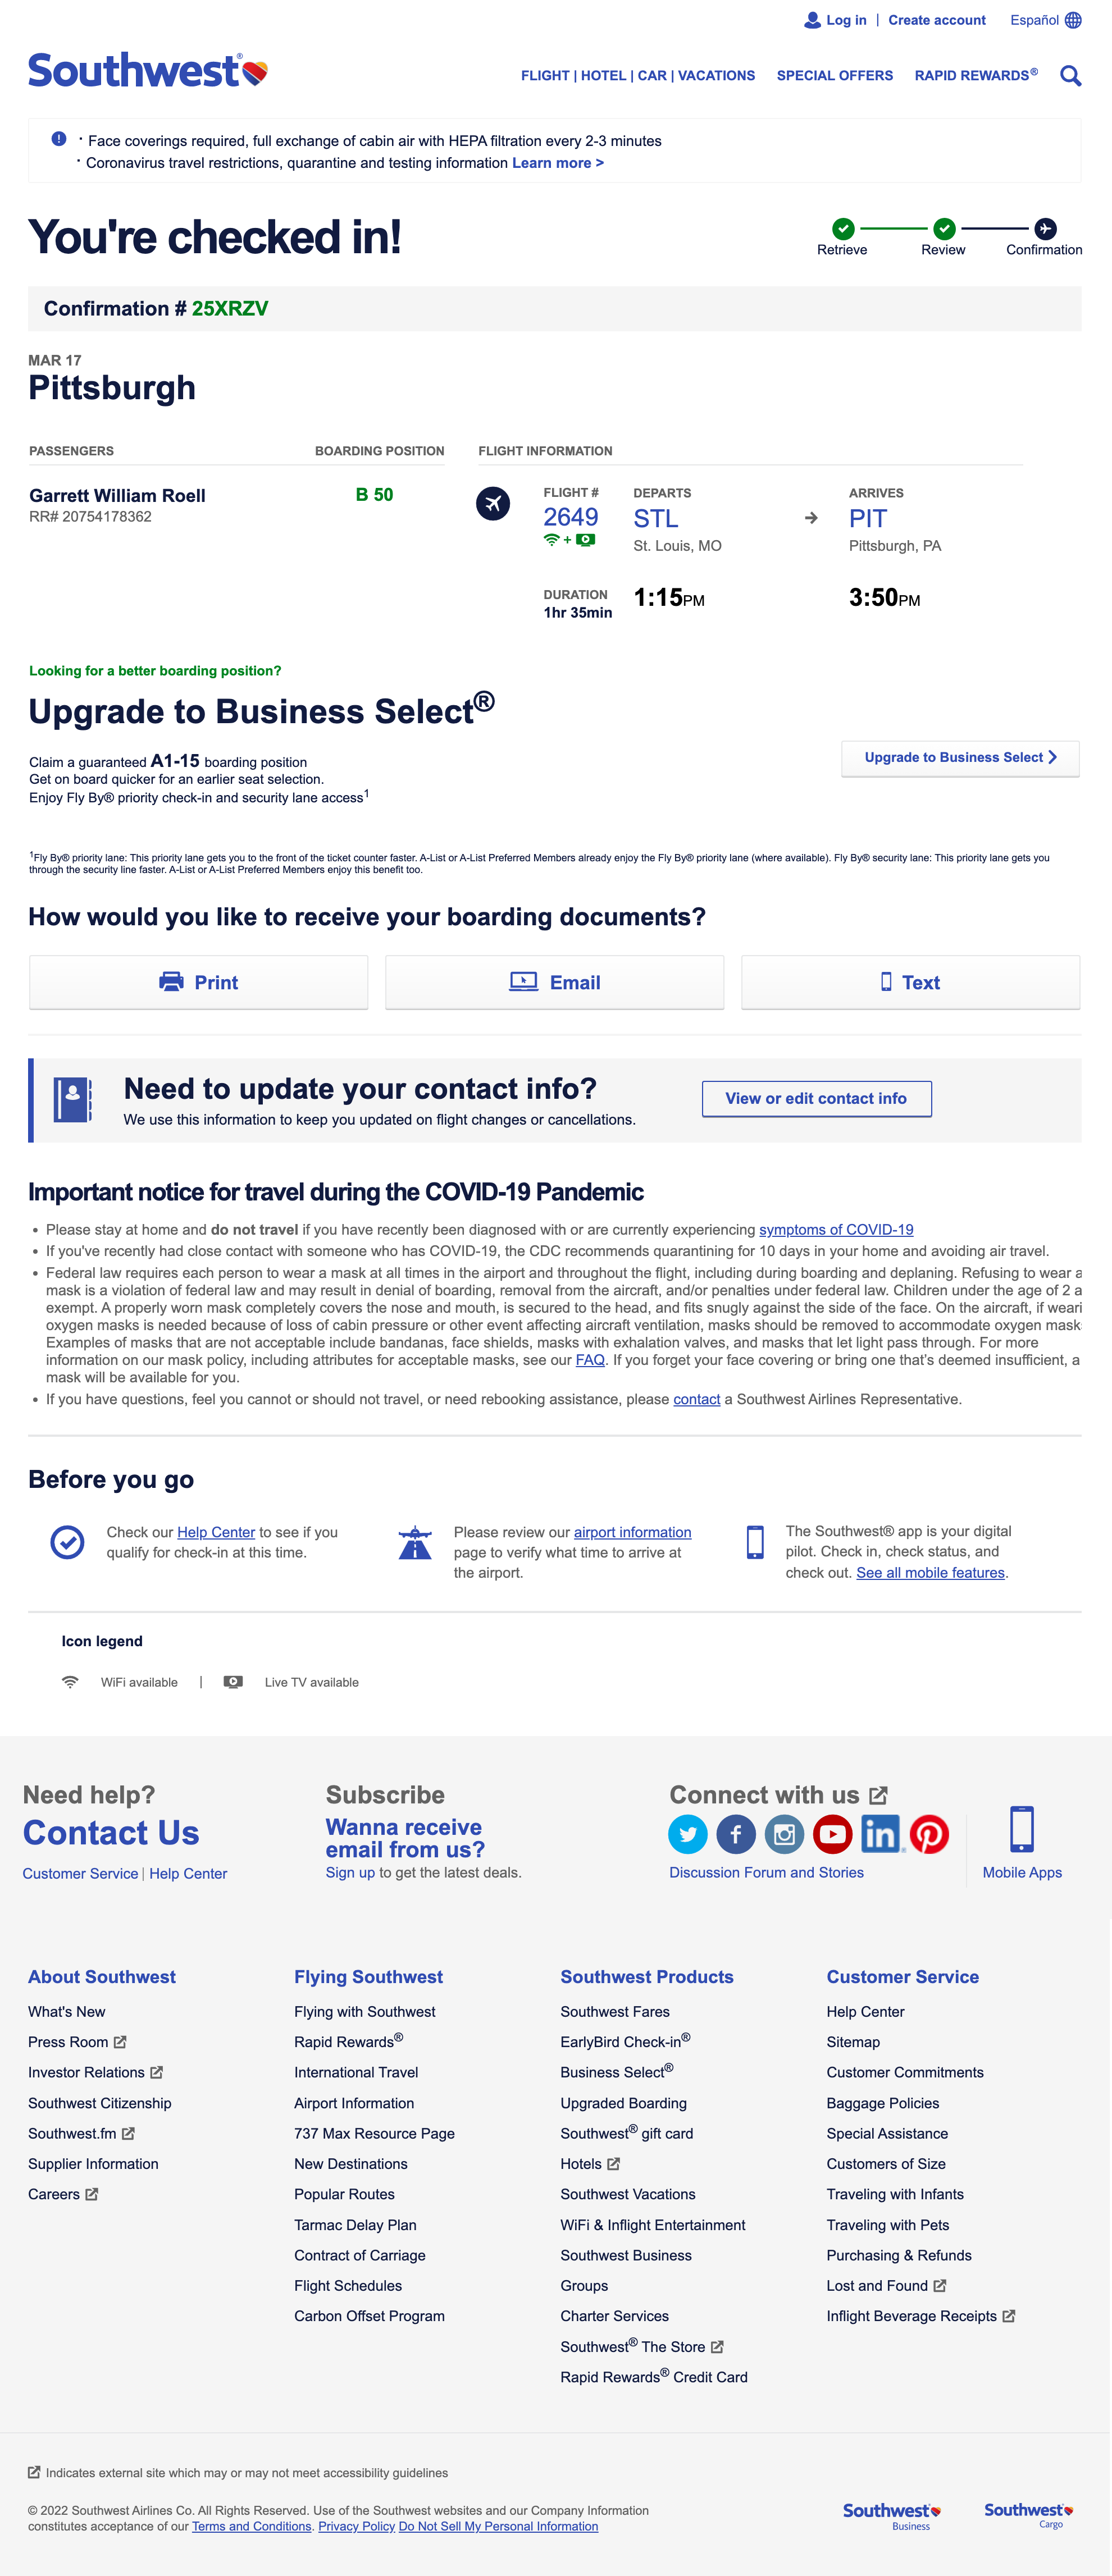 Log in | Create account Español
Southwest®
FLIGHT | HOTEL | CAR | VACATIONS SPECIAL OFFERS RAPID REWARDS®
· Face coverings required, full exchange of cabin air with HEPA filtration every 2-3 minutes
· Coronavirus travel restrictions, quarantine and testing information Learn more >
You're checked in!
Retrieve Review Confirmation
Confirmation # 25XRZV
MAR 17
Pittsburgh
PASSENGERS BOARDING POSITION FLIGHT INFORMATION
Garrett William Roell B 50
RR# 20754178362
FLIGHT # DEPARTS ARRIVES
2649 STL PIT
+ St. Louis, MO Pittsburgh, PA
DURATION 1:15PM 3:50PM
1hr 35min
Looking for a better boarding position?
Upgrade to Business Select®
Claim a guaranteed A1-15 boarding position
Get on board quicker for an earlier seat selection.
Enjoy Fly By® priority check-in and security lane access1
Upgrade to Business Select
1Fly By® priority lane: This priority lane gets you to the front of the ticket counter faster. A-List or A-List Preferred Members already enjoy the Fly By® priority lane (where available). Fly By® security lane: This priority lane gets you
through the security line faster. A-List or A-List Preferred Members enjoy this benefit too.
How would you like to receive your boarding documents?
Print Email Text
Need to update your contact info?
We use this information to keep you updated on flight changes or cancellations.
View or edit contact info
Important notice for travel during the COVID-19 Pandemic
• Please stay at home and do not travel if you have recently been diagnosed with or are currently experiencing symptoms of COVID-19
• If you've recently had close contact with someone who has COVID-19, the CDC recommends quarantining for 10 days in your home and avoiding air travel.
• Federal law requires each person to wear a mask at all times in the airport and throughout the flight, including during boarding and deplaning. Refusing to wear a
mask is a violation of federal law and may result in denial of boarding, removal from the aircraft, and/or penalties under federal law. Children under the age of 2 a
exempt. A properly worn mask completely covers the nose and mouth, is secured to the head, and fits snugly against the side of the face. On the aircraft, if weari
oxygen masks is needed because of loss of cabin pressure or other event affecting aircraft ventilation, masks should be removed to accommodate oxygen mask
Examples of masks that are not acceptable include bandanas, face shields, masks with exhalation valves, and masks that let light pass through. For more
information on our mask policy, including attributes for acceptable masks, see our FAQ. If you forget your face covering or bring one that's deemed insufficient, a
mask will be available for you.
• If you have questions, feel you cannot or should not travel, or need rebooking assistance, please contact a Southwest Airlines Representative.
Before you go
Check our Help Center to see if you
qualify for check-in at this time.
Please review our airport information
page to verify what time to arrive at
the airport.
The Southwest® app is your digital
pilot. Check in, check status, and
check out. See all mobile features.
Icon legend
WiFi available | Live TV available
Need help?
Contact Us
Customer Service | Help Center
Subscribe
Wanna receive
email from us?
Sign up to get the latest deals.
Connect with us
Discussion Forum and Stories
Mobile Apps
About Southwest
What's New
Press Room
Investor Relations
Southwest Citizenship
Southwest.fm
Supplier Information
Careers
Flying Southwest
Flying with Southwest
Rapid Rewards®
International Travel
Airport Information
737 Max Resource Page
New Destinations
Popular Routes
Tarmac Delay Plan
Contract of Carriage
Flight Schedules
Carbon Offset Program
Southwest Products
Southwest Fares
EarlyBird Check-in®
Business Select®
Upgraded Boarding
Southwest® gift card
Hotels
Southwest Vacations
WiFi & Inflight Entertainment
Southwest Business
Groups
Charter Services
Southwest® The Store
Rapid Rewards® Credit Card
Customer Service
Help Center
Sitemap
Customer Commitments
Baggage Policies
Special Assistance
Customers of Size
Traveling with Infants
Traveling with Pets
Purchasing & Refunds
Lost and Found
Inflight Beverage Receipts
Indicates external site which may or may not meet accessibility guidelines
© 2022 Southwest Airlines Co. All Rights Reserved. Use of the Southwest websites and our Company Information
constitutes acceptance of our Terms and Conditions. Privacy Policy Do Not Sell My Personal Information
Southwest
Business
Southwest
Cargo